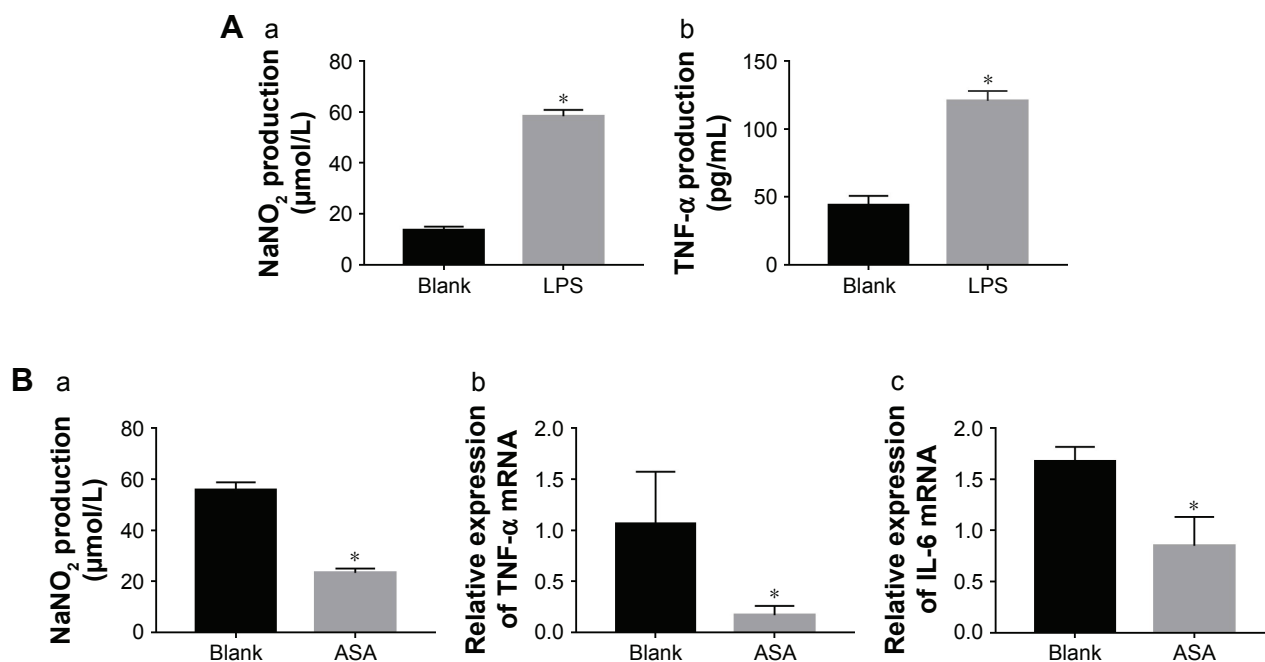 A a
NaNO2 production
(µmol/L)
80
60
40
20
0
*
Blank LPS
b
TNF-α production
(pg/mL)
150
100
50
0
*
Blank LPS
B a
NaNO2 production
(µmol/L)
80
60
40
20
0
*
Blank ASA
b
Relative expression
of TNF-α mRNA
2.0
1.5
1.0
0.5
0.0
*
Blank ASA
c
Relative expression
of IL-6 mRNA
2.0
1.5
1.0
0.5
0.0
*
Blank ASA